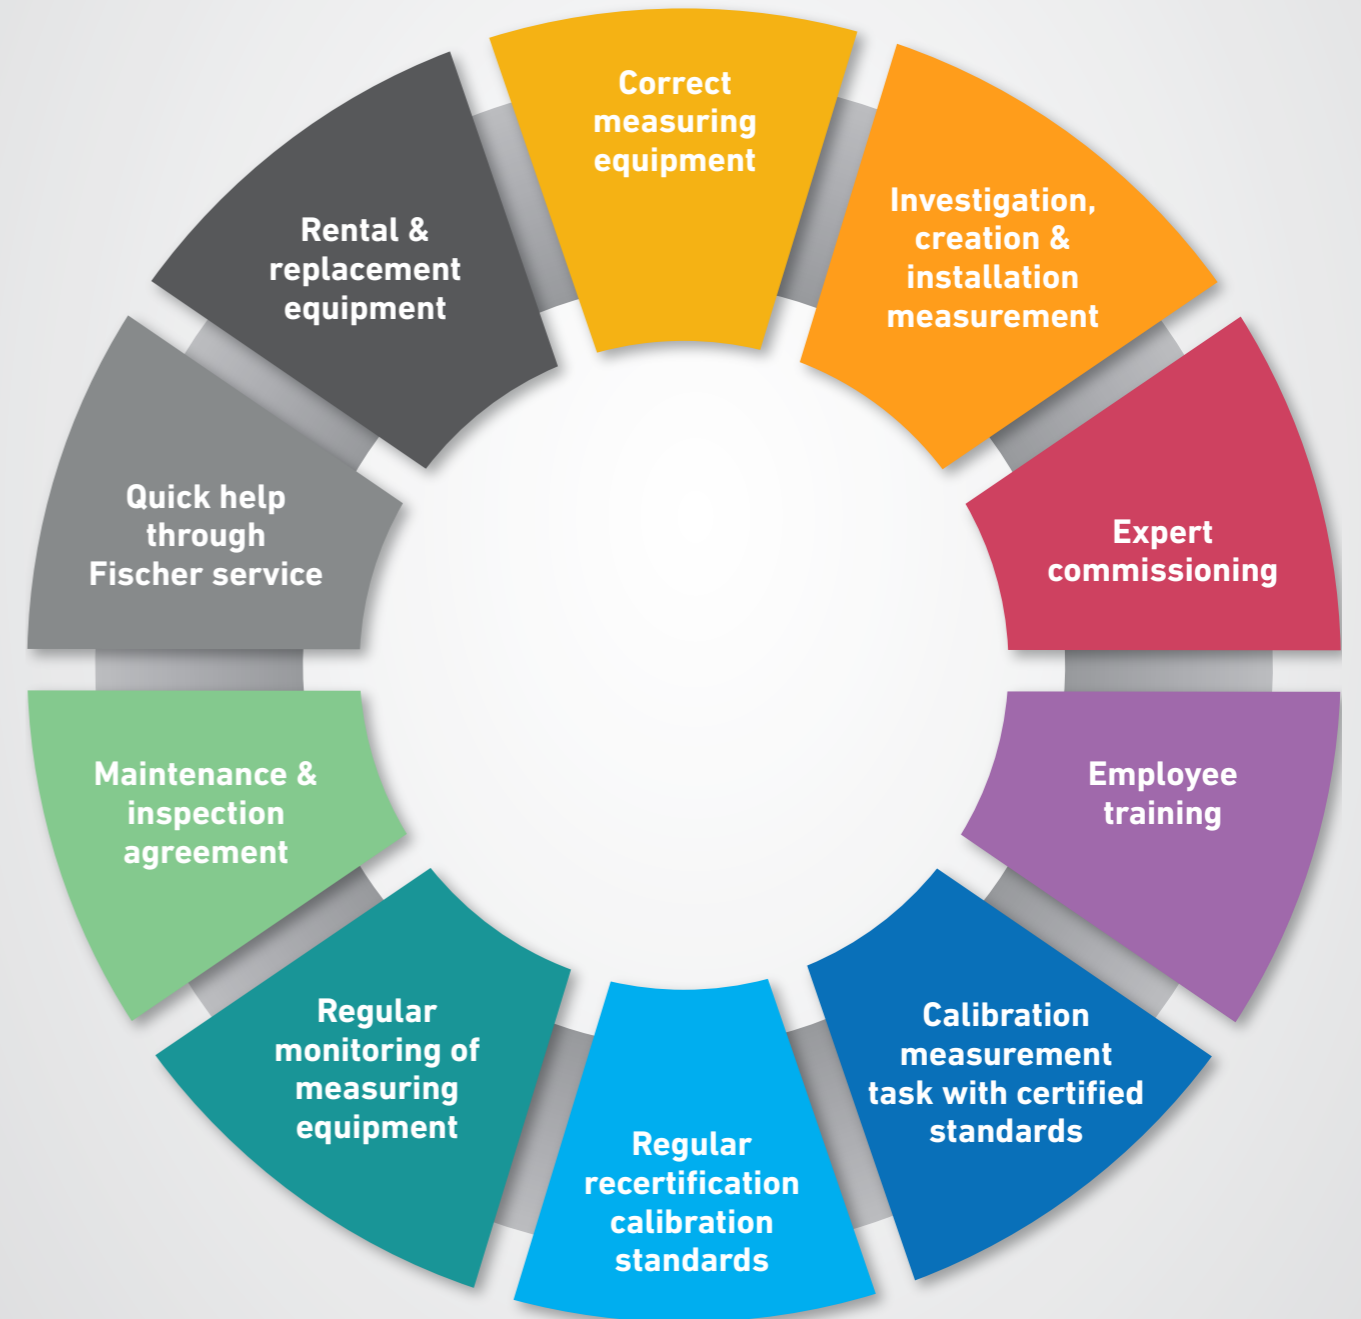 Correct
measuring
equipment
Investigation,
creation &
installation
measurement
Expert
commissioning
Employee
training
Calibration
measurement
task with certified
standards
Regular
recertification
calibration
standards
Regular
monitoring of
measuring
equipment
Maintenance &
inspection
agreement
Quick help
through
Fischer service
Rental &
replacement
equipment